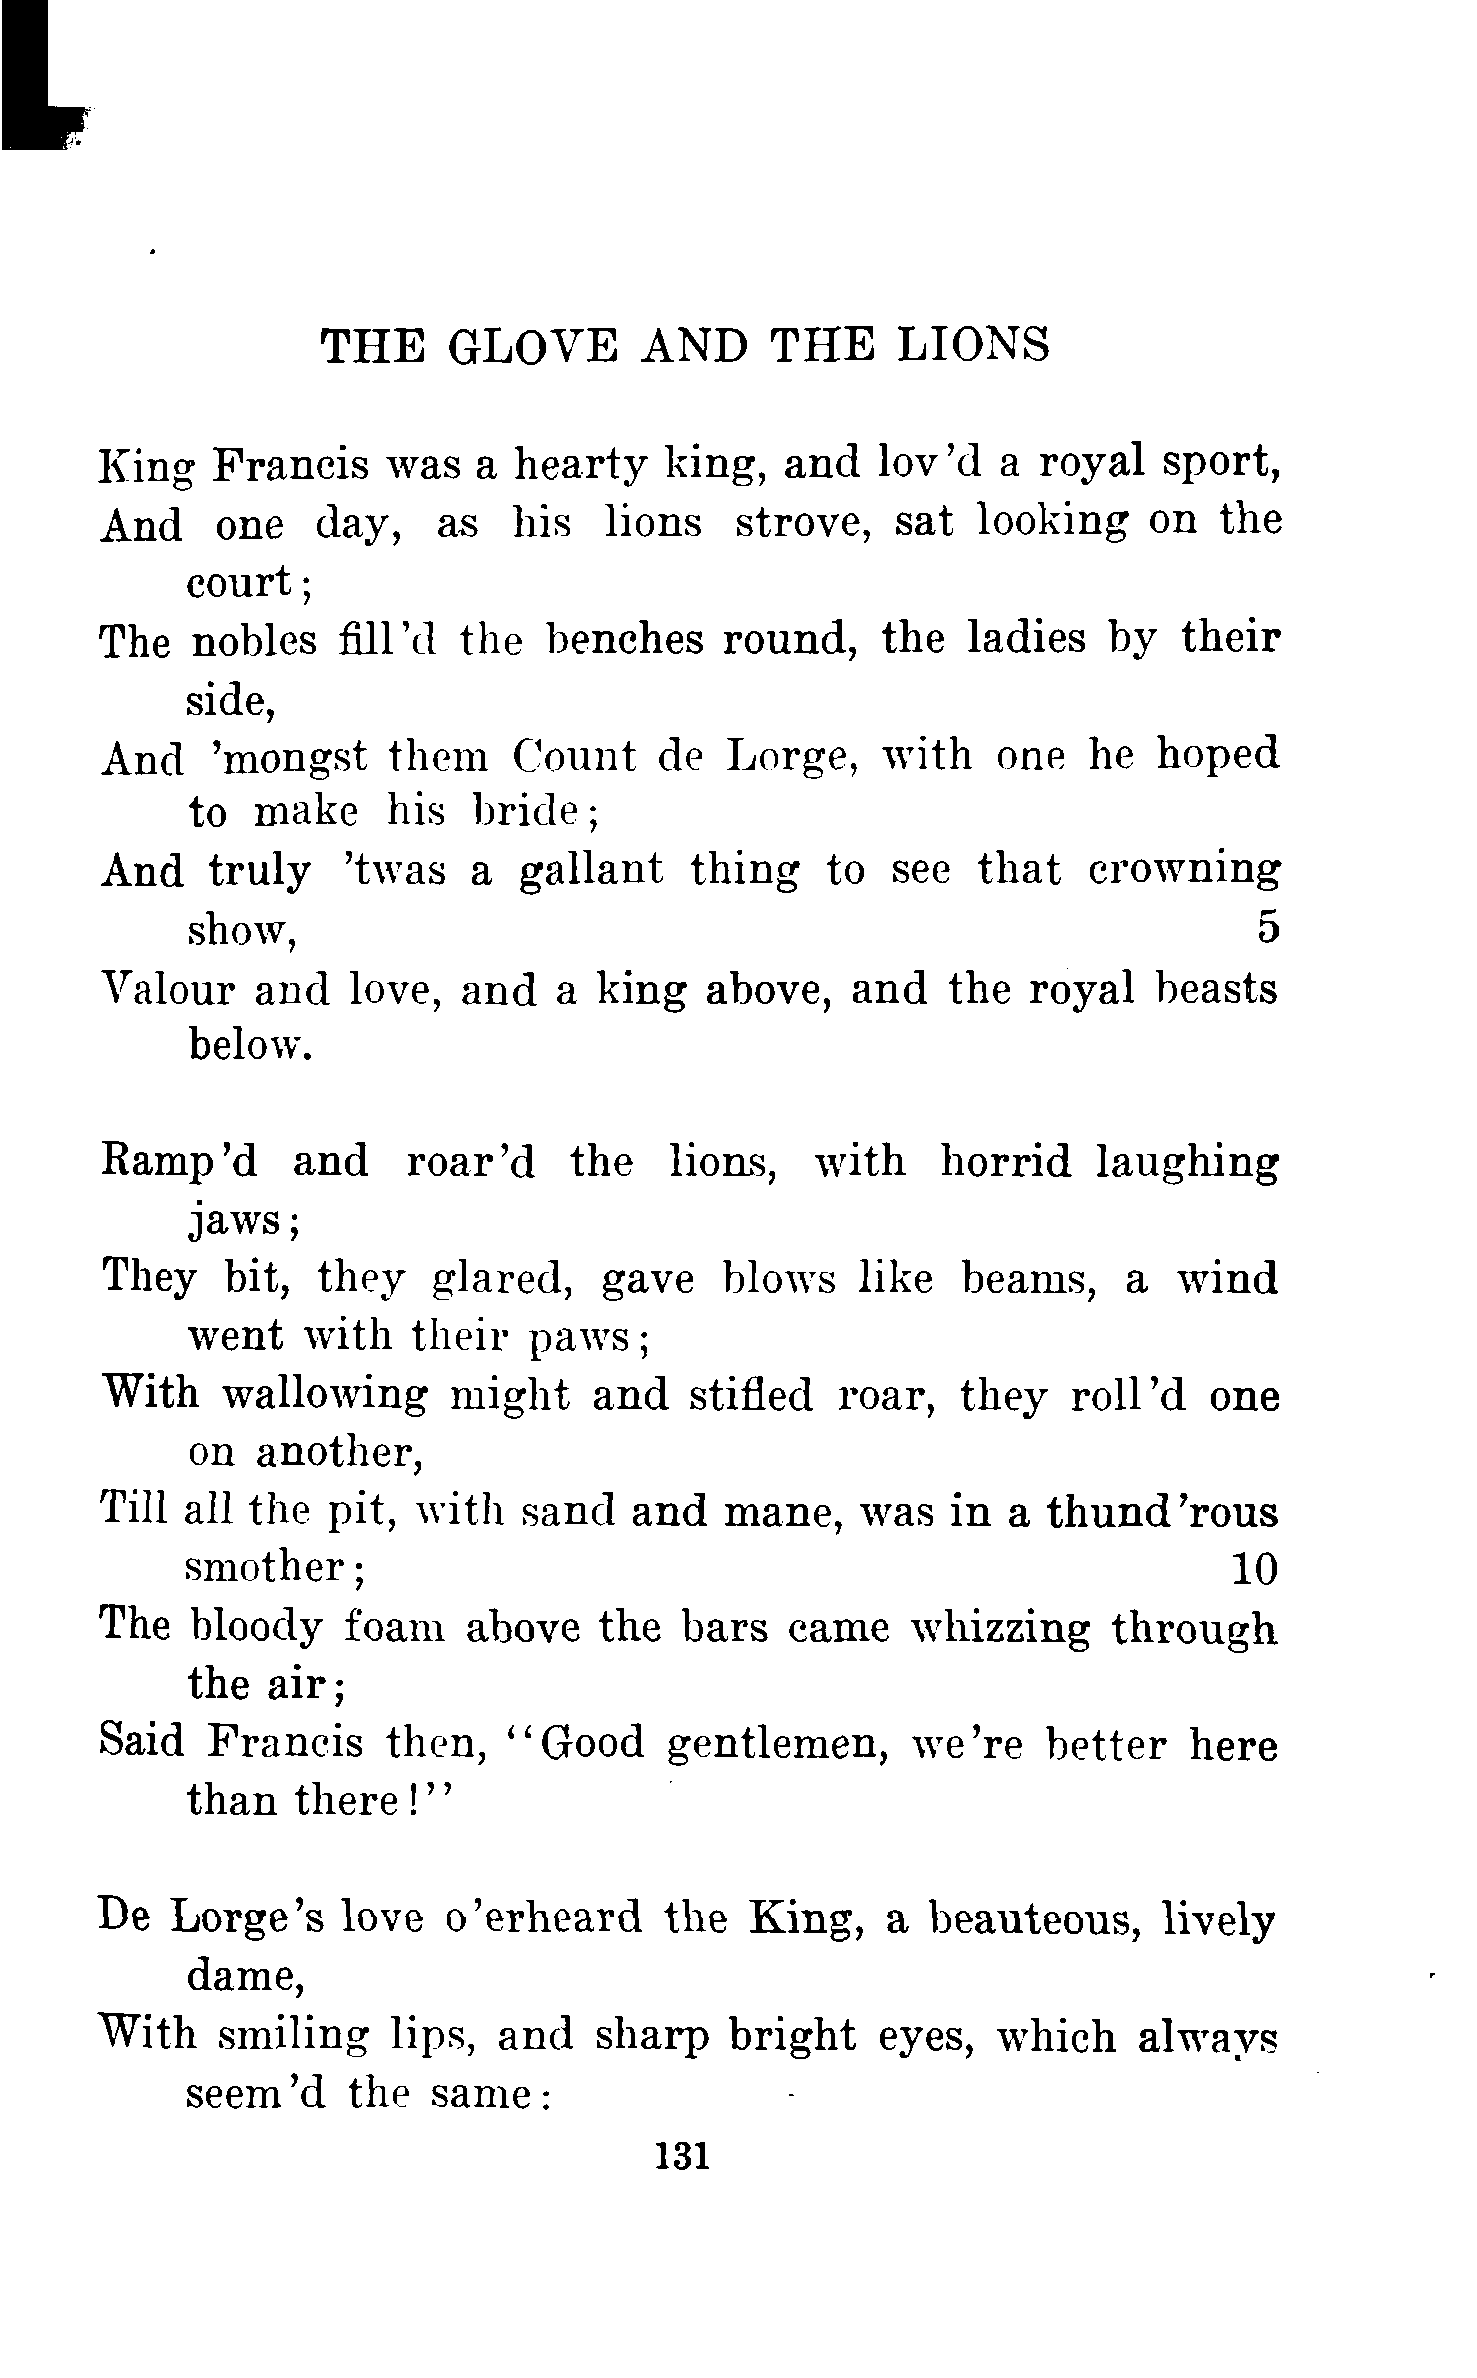 THE GLOVE AND THE LIONS
King Francis was a hearty king, and lov'd a royal sport,
And one day, as his lions strove, sat looking on the
court;
The nobles fill'd the benches round, the ladies by their
side,
And 'mongst them Count de Lorge, with one he hoped
to make his bride;
And truly 'twas a gallant thing to see that crowning
show, 5
Valour and love, and a king above, and the royal beasts
below.
Ramp'd and roar'd the lions, with horrid laughing
jaws;
They bit, they glared, gave blows like beams, a wind
went with their paws;
With wallowing might and stifled roar, they roll'd one
on another,
Till all the pit, with sand and mane, was in a thund'rous
smother; 10
The bloody foam above the bars came whizzing through
the air;
Said Francis then, "Good gentlemen, we're better here
than there!"
De Lorge's love o'erheard the King, a beauteous, lively
dame,
With smiling lips, and sharp bright eyes, which always
seem'd the same:
131